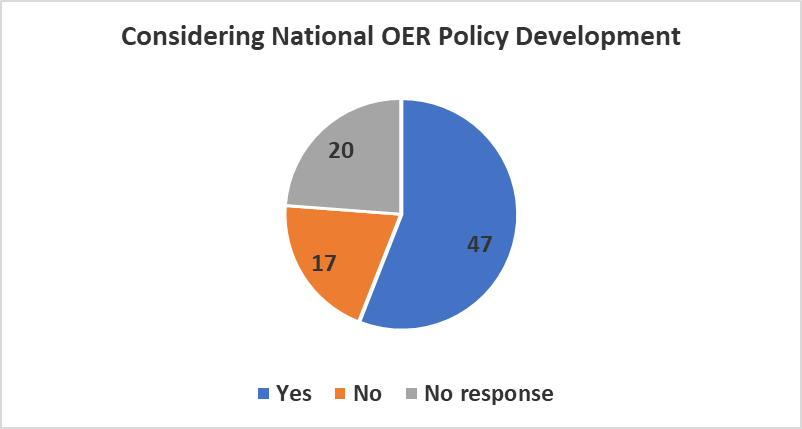 Considering National OER Policy Development
20
47
17
Yes No No response